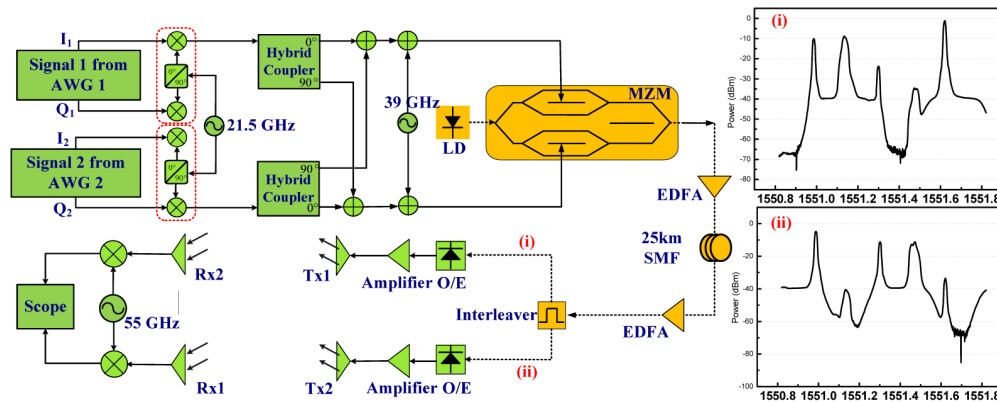 I1
Signal 1 from
AWG 1
Q1
I2
Signal 2 from
AWG 2
Q2
0°
90°
0°
90°
21.5 GHz
Hybrid
Coupler
0°
90°
Hybrid
Coupler
90°
0°
39 GHz
LD
MZM
EDFA
25km
SMF
EDFA
Interleaver
(i)
Tx1
Amplifier O/E
(ii)
Tx2
Amplifier O/E
Rx2
Scope
55 GHz
Rx1
(i)
Power (dBm)
0
-10
-20
-30
-40
-50
-60
-70
1550.8 1551.0 1551.2 1551.4 1551.6 1551.8
(ii)
Power (dBm)
0
-20
-40
-60
-80
-100
1550.8 1551.0 1551.2 1551.4 1551.6 1551.8